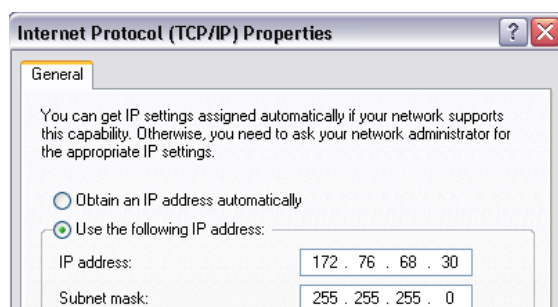 Internet Protocol (TCP/IP) Properties
General
You can get IP settings assigned automatically if your network supports
this capability. Otherwise, you need to ask your network administrator for
the appropriate IP settings.
Obtain an IP address automatically
Use the following IP address:
IP address: 172 . 76 . 68 . 30
Subnet mask: 255 . 255 . 255 . 0